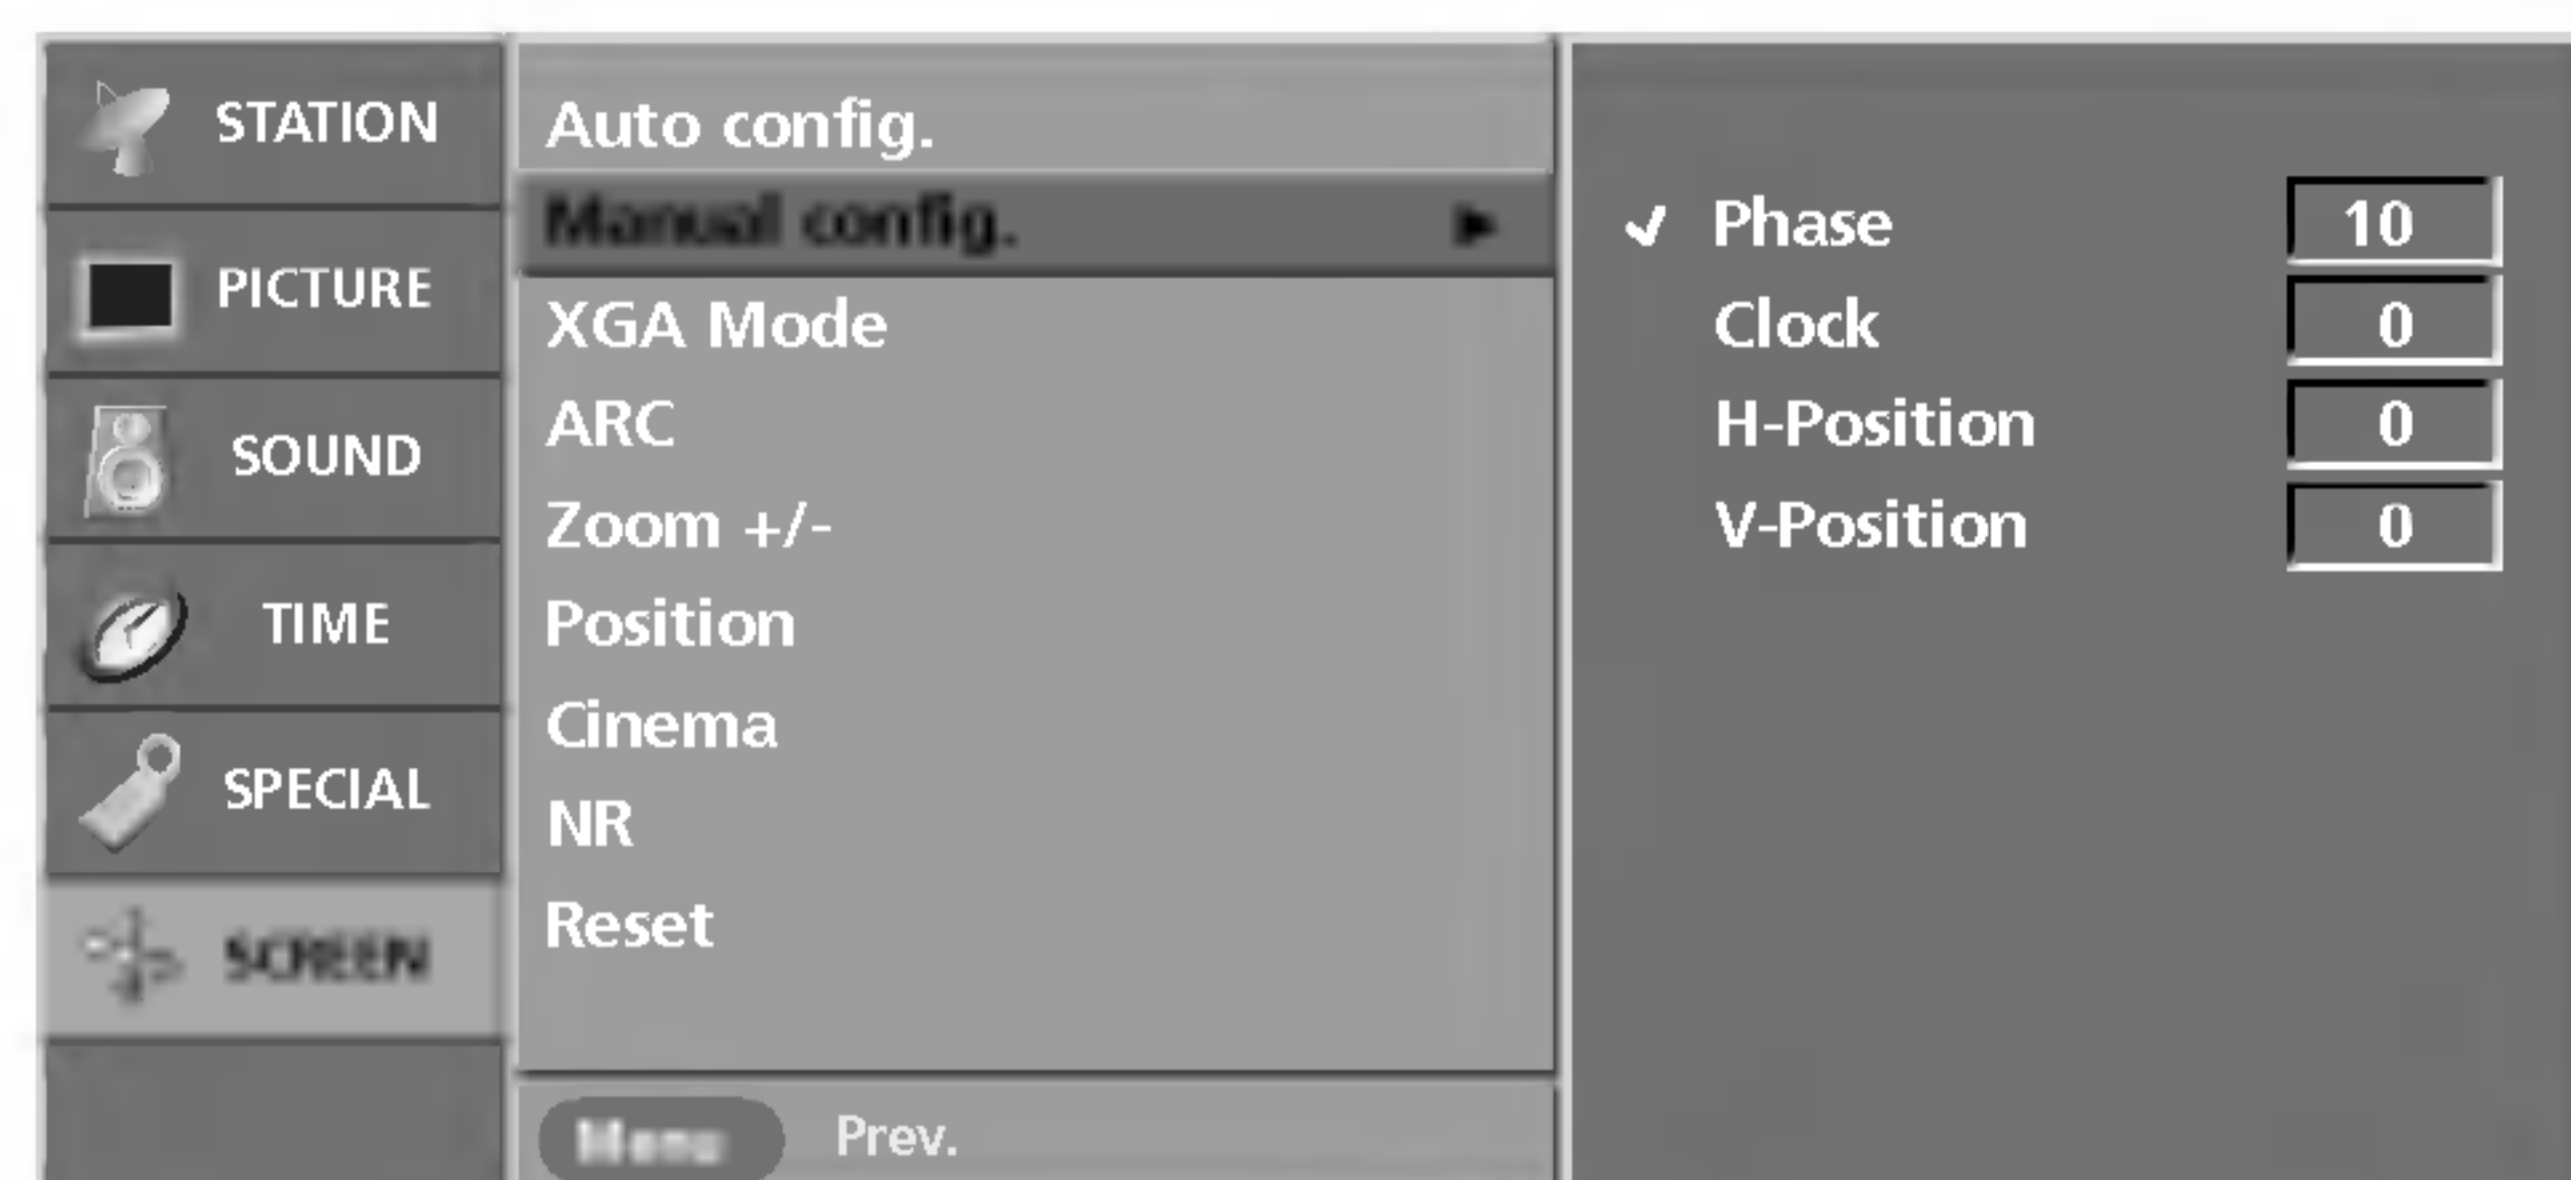 STATION
PICTURE
SOUND
TIME
SPECIAL
SCREEN
Auto config.
Manual config.
XGA Mode
ARC
Zoom +/-
Position
Cinema
NR
Reset
Menu Prev.
Phase 10
Clock 0
H-Position 0
V-Position 0